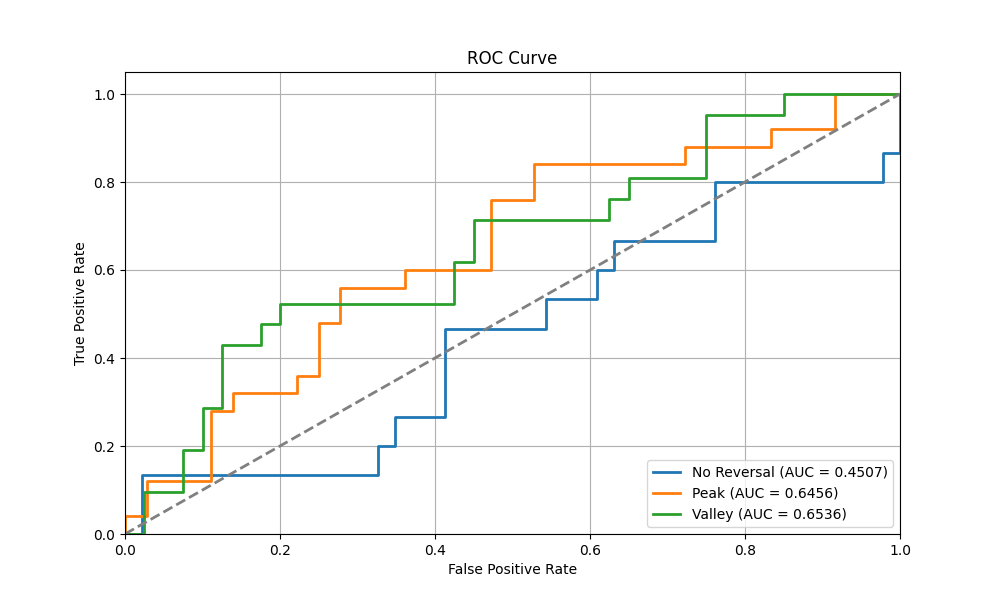 ROC Curve
True Positive Rate
1.0
0.8
0.6
0.4
0.2
0.0
0.0 0.2 0.4 0.6 0.8 1.0
False Positive Rate
No Reversal (AUC = 0.4507)
Peak (AUC = 0.6456)
Valley (AUC = 0.6536)